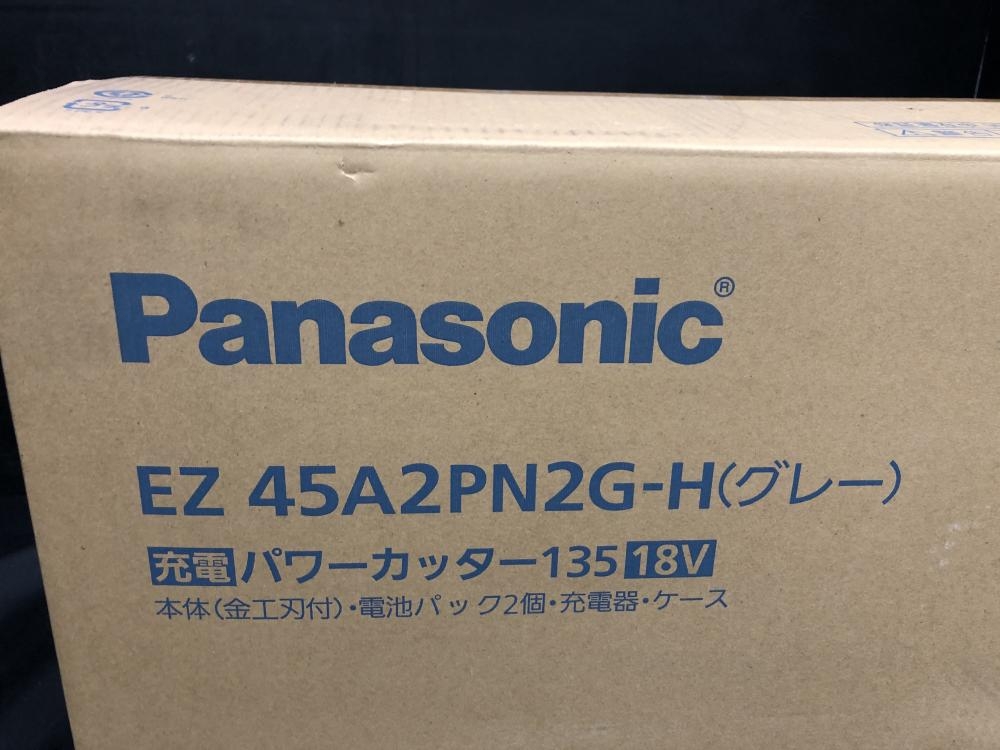 Panasonic®
EZ 45A2PN2G-H(グレー)
充電パワーカッター135 18V
本体(金工刃付)・電池パック2個・充電器・ケース